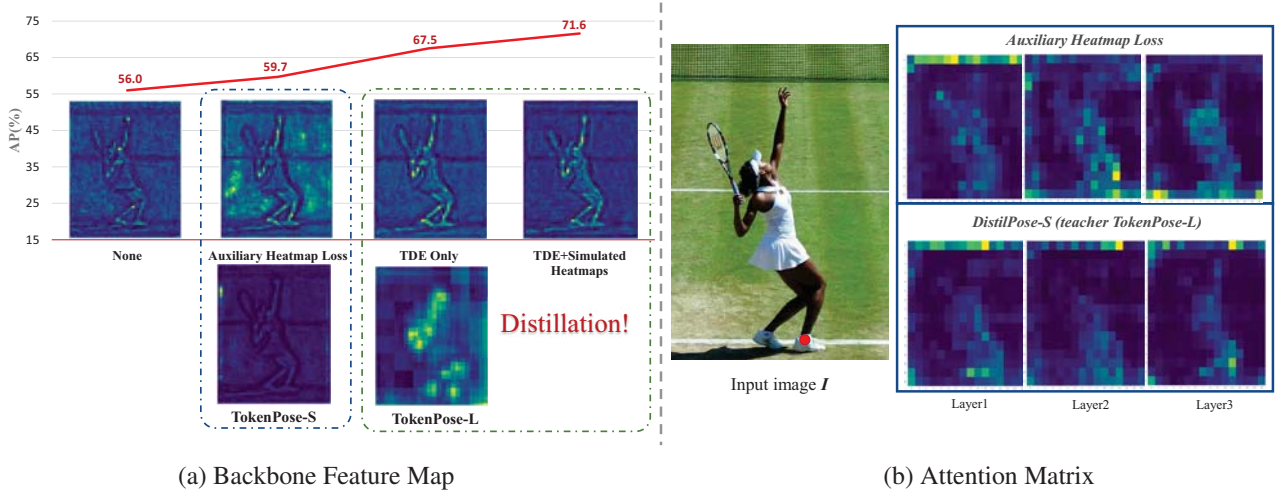 75
71.6
67.5
65
59.7
56.0
55
AP(%)
45
35
25
15
None
Auxiliary Heatmap Loss
TDE Only
TDE+Simulated
Heatmaps
Distillation!
TokenPose-S
TokenPose-L
(a) Backbone Feature Map
Input image I
Auxiliary Heatmap Loss
DistilPose-S (teacher TokenPose-L)
Layer1
Layer2
Layer3
(b) Attention Matrix